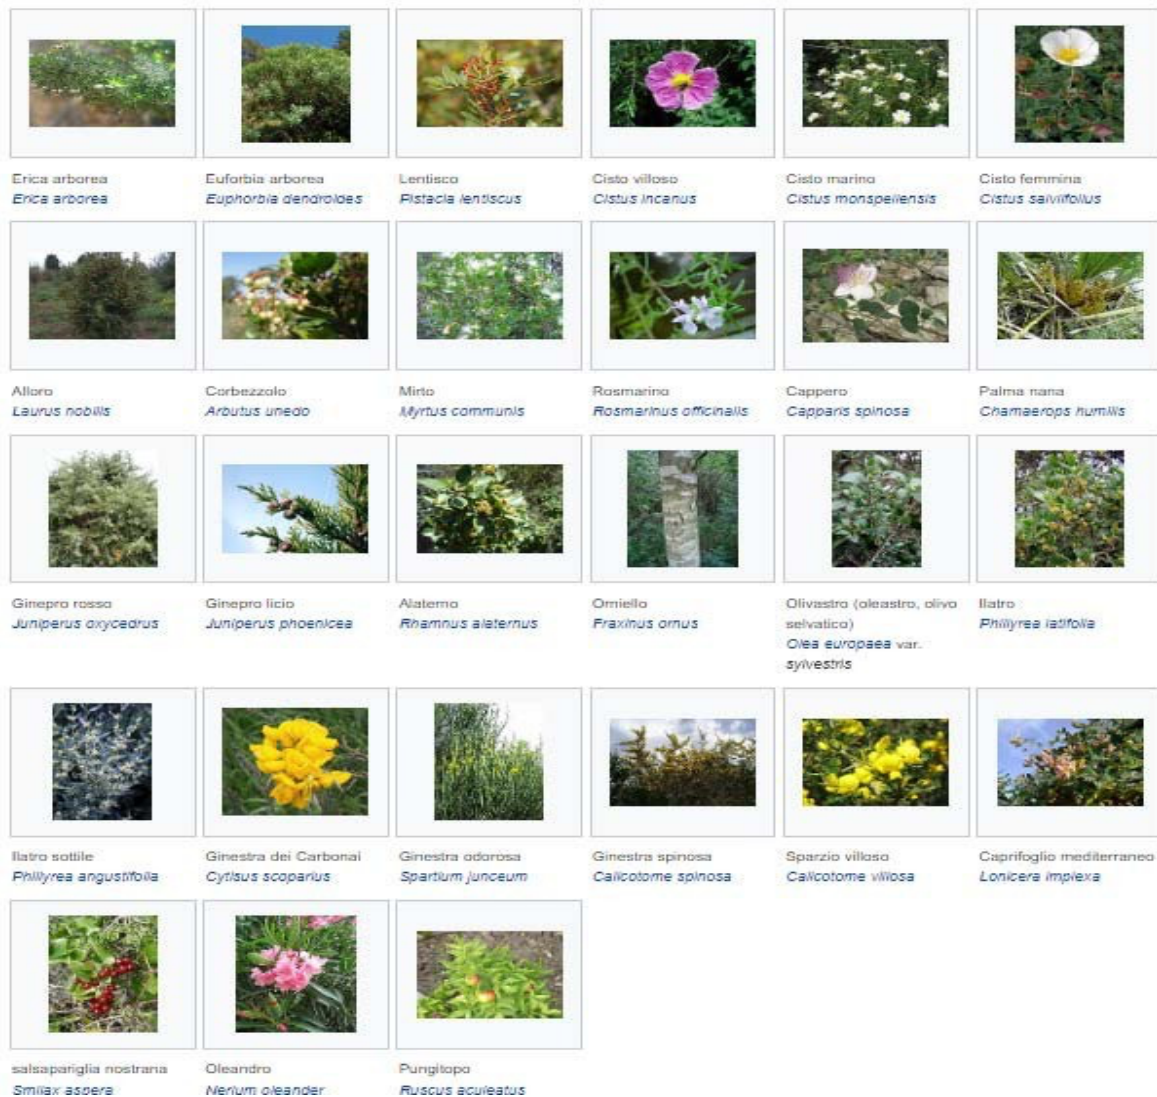 Erica arborea
Erica arborea
Euforbia arborea
Euphorbia dendroides
Lentisco
Pistacia lentiscus
Cisto villoso
Cistus incanus
Cisto marino
Cistus monspeliensis
Cisto femmina
Cistus salviifolius
Alloro
Laurus nobilis
Corbezzolo
Arbutus unedo
Mirto
Myrtus communis
Rosmarino
Rosmarinus officinalis
Cappero
Capparis spinosa
Palma nana
Chamaerops humilis
Ginepro rosso
Juniperus oxycedrus
Ginepro licio
Juniperus phoenicea
Alaterno
Rhamnus alaternus
Orniello
Fraxinus ornus
Olivastro (oleastro, olivo
selvatico)
Olea europaea var.
sylvestris
Ilatro
Phillyrea latifolia
Ilatro sottile
Phillyrea angustifolia
Ginestra dei Carbonai
Cytisus scoparius
Ginestra odorosa
Spartium junceum
Ginestra spinosa
Calicotome spinosa
Sparzio villoso
Calicotome villosa
Caprifoglio mediterraneo
Lonicera implexa
salsapariglia nostrana
Smilax aspera
Oleandro
Nerium oleander
Pungitopo
Ruscus aculeatus